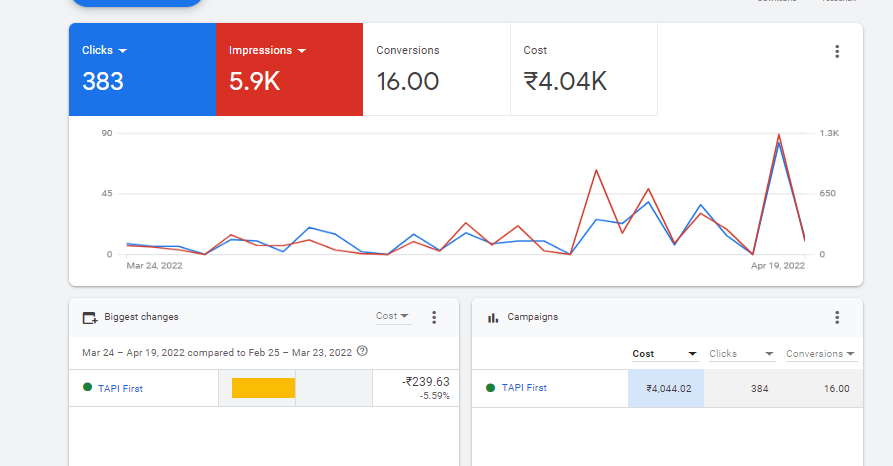 Clicks Impressions Conversions Cost
383 5.9K 16.00 ₹4.04K
90 1.3K
45 650
0 0
Mar 24, 2022 Apr 19, 2022
Biggest changes Cost
Mar 24 – Apr 19, 2022 compared to Feb 25 – Mar 23, 2022
TAPI First -₹239.63
-5.59%
Campaigns
Cost Clicks Conversions
TAPI First ₹4,044.02 384 16.00